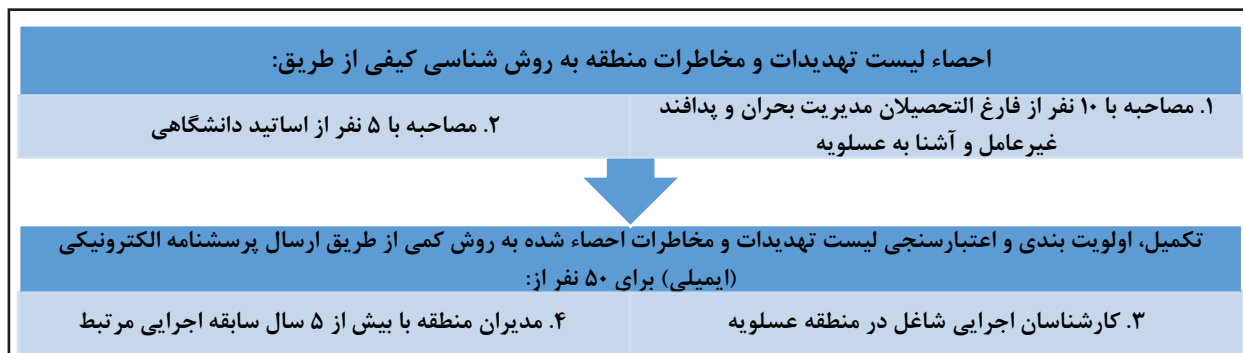 احصاء لیست تهدیدات و مخاطرات منطقه به روش شناسی کیفی از طریق:
۱. مصاحبه با ۱۰ نفر از فارغ التحصیلان مدیریت بحران و پدافند
غیرعامل و آشنا به عسلویه
۲. مصاحبه با ۵ نفر از اساتید دانشگاهی
تکمیل، اولویت بندی و اعتبارسنجی لیست تهدیدات و مخاطرات احصاء شده به روش کمی از طریق ارسال پرسشنامه الکترونیکی
(ایمیلی) برای ۵۰ نفر از:
۳. کارشناسان اجرایی شاغل در منطقه عسلویه
۴. مدیران منطقه با بیش از ۵ سال سابقه اجرایی مرتبط